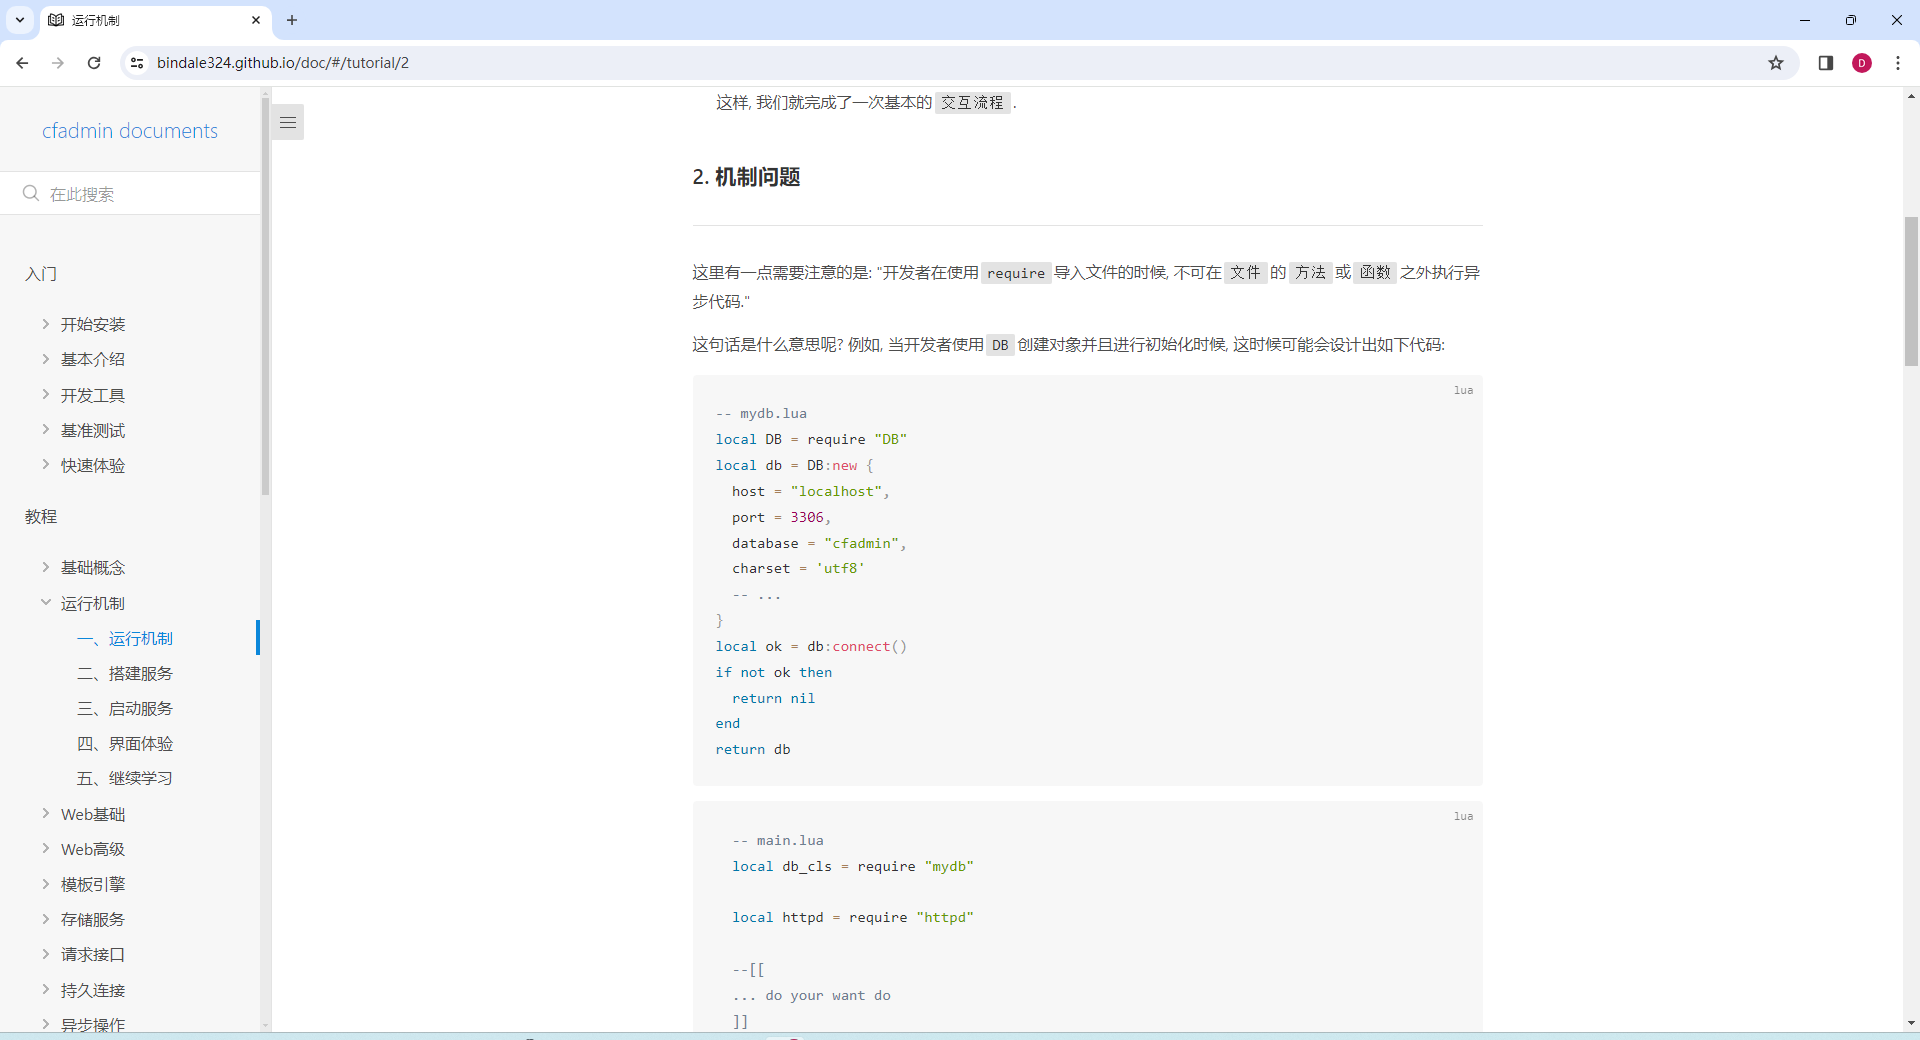 运行机制
bindale324.github.io/doc/#/tutorial/2
D
cfadmin documents
在此搜索
入门
开始安装
基本介绍
开发工具
基准测试
快速体验
教程
基础概念
运行机制
一、运行机制
二、搭建服务
三、启动服务
四、界面体验
五、继续学习
Web基础
Web高级
模板引擎
存储服务
请求接口
持久连接
异步操作
这样, 我们就完成了一次基本的 交互流程 .
2. 机制问题
这里有一点需要注意的是: "开发者在使用 require 导入文件的时候, 不可在 文件 的 方法 或 函数 之外执行异
步代码."
这句话是什么意思呢? 例如, 当开发者使用 DB 创建对象并且进行初始化时候, 这时候可能会设计出如下代码:
lua
-- mydb.lua
local DB = require "DB"
local db = DB:new {
  host = "localhost",
  port = 3306,
  database = "cfadmin",
  charset = 'utf8'
  -- ...
}
local ok = db:connect()
if not ok then
  return nil
end
return db
lua
-- main.lua
local db_cls = require "mydb"
local httpd = require "httpd"
--[[
... do your want do
]]